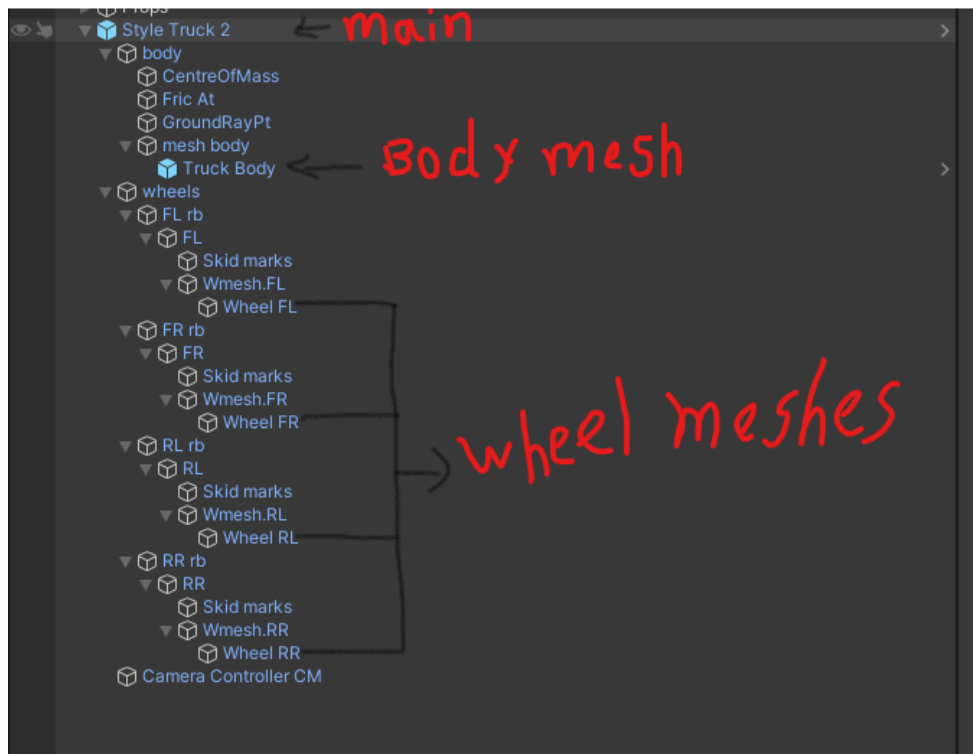 Props
Style Truck 2 main
body
CentreOfMass
Fric At
GroundRayPt
mesh body
Truck Body Body mesh
wheels
FL rb
FL
Skid marks
Wmesh.FL
Wheel FL
FR rb
FR
Skid marks
Wmesh.FR
Wheel FR
wheel meshes
RL rb
RL
Skid marks
Wmesh.RL
Wheel RL
RR rb
RR
Skid marks
Wmesh.RR
Wheel RR
Camera Controller CM